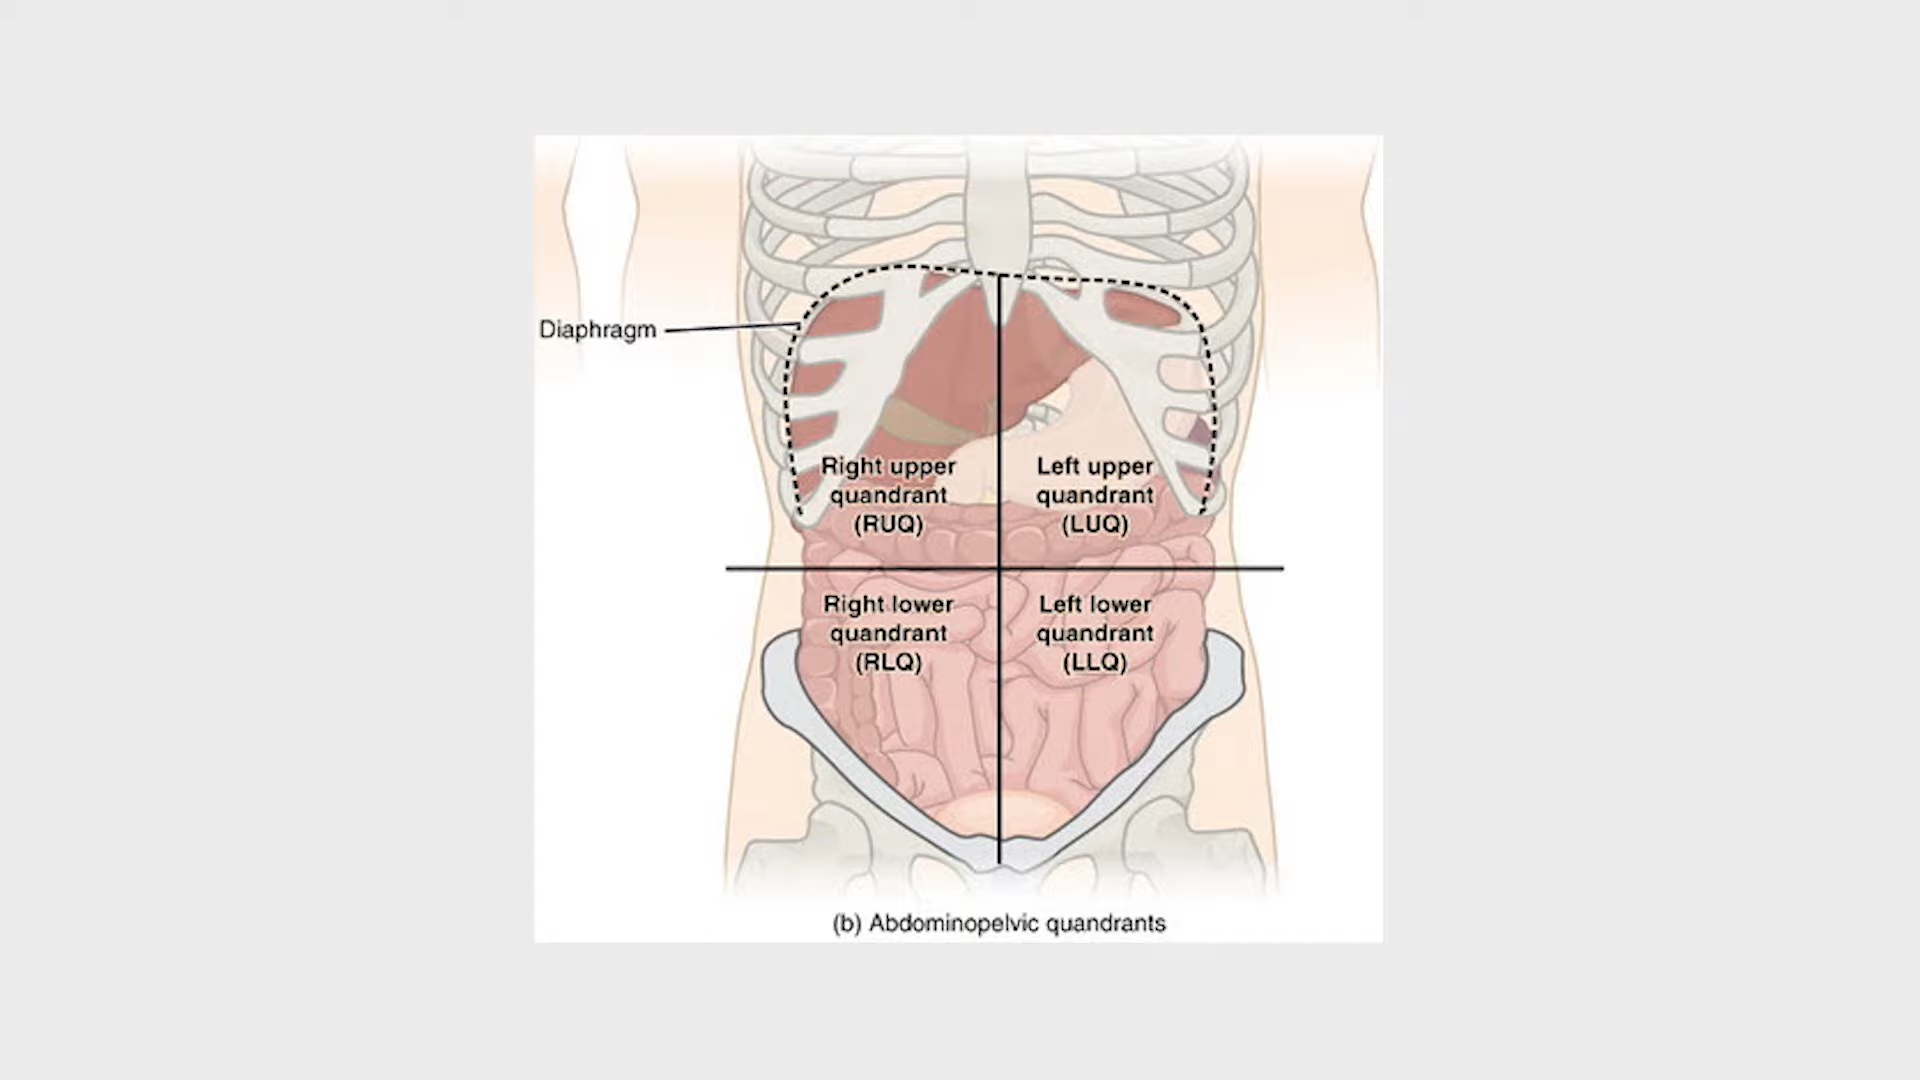 Diaphragm
Right upper
quandrant
(RUQ)
Left upper
quandrant
(LUQ)
Right lower
quandrant
(RLQ)
Left lower
quandrant
(LLQ)
(b) Abdominopelvic quandrants